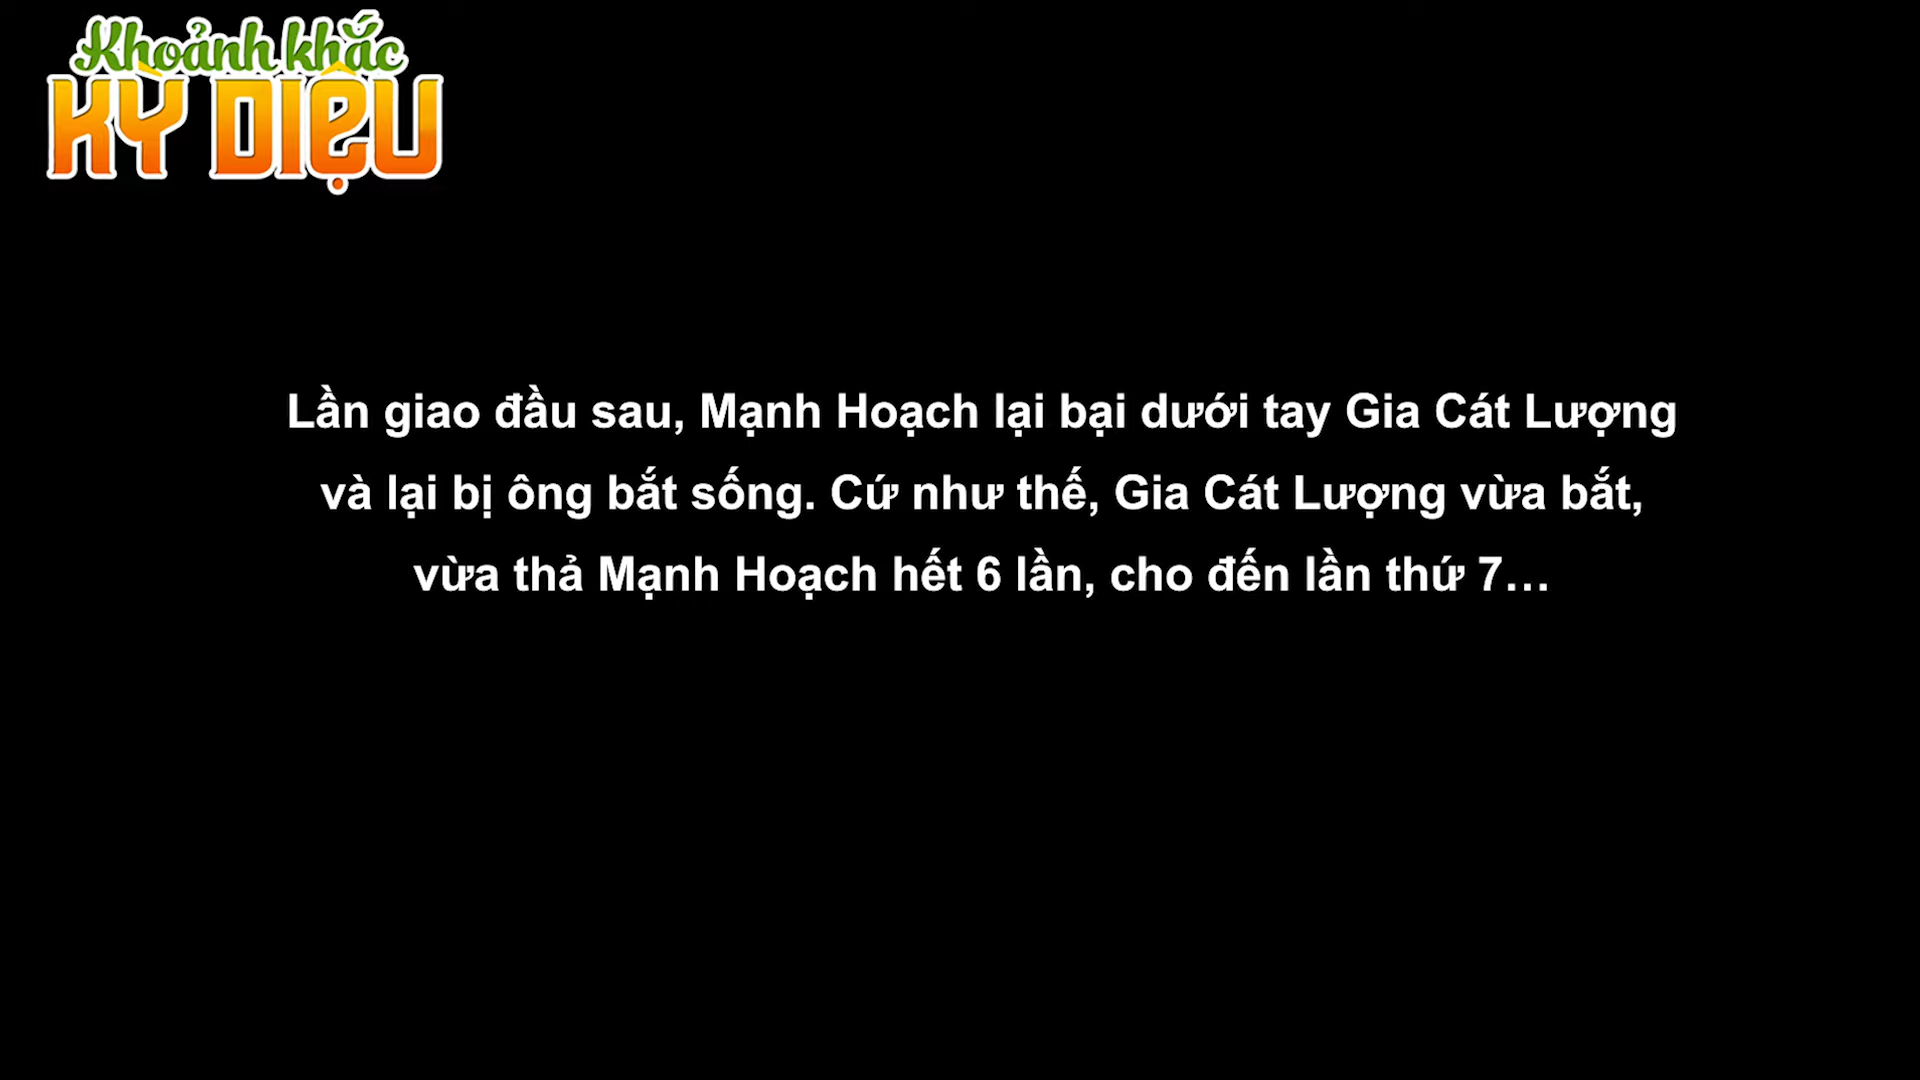 Khoảnh khắc
KỲ DIỆU
Lần giao đầu sau, Mạnh Hoạch lại bại dưới tay Gia Cát Lượng
và lại bị ông bắt sống. Cứ như thế, Gia Cát Lượng vừa bắt,
vừa thả Mạnh Hoạch hết 6 lần, cho đến lần thứ 7...